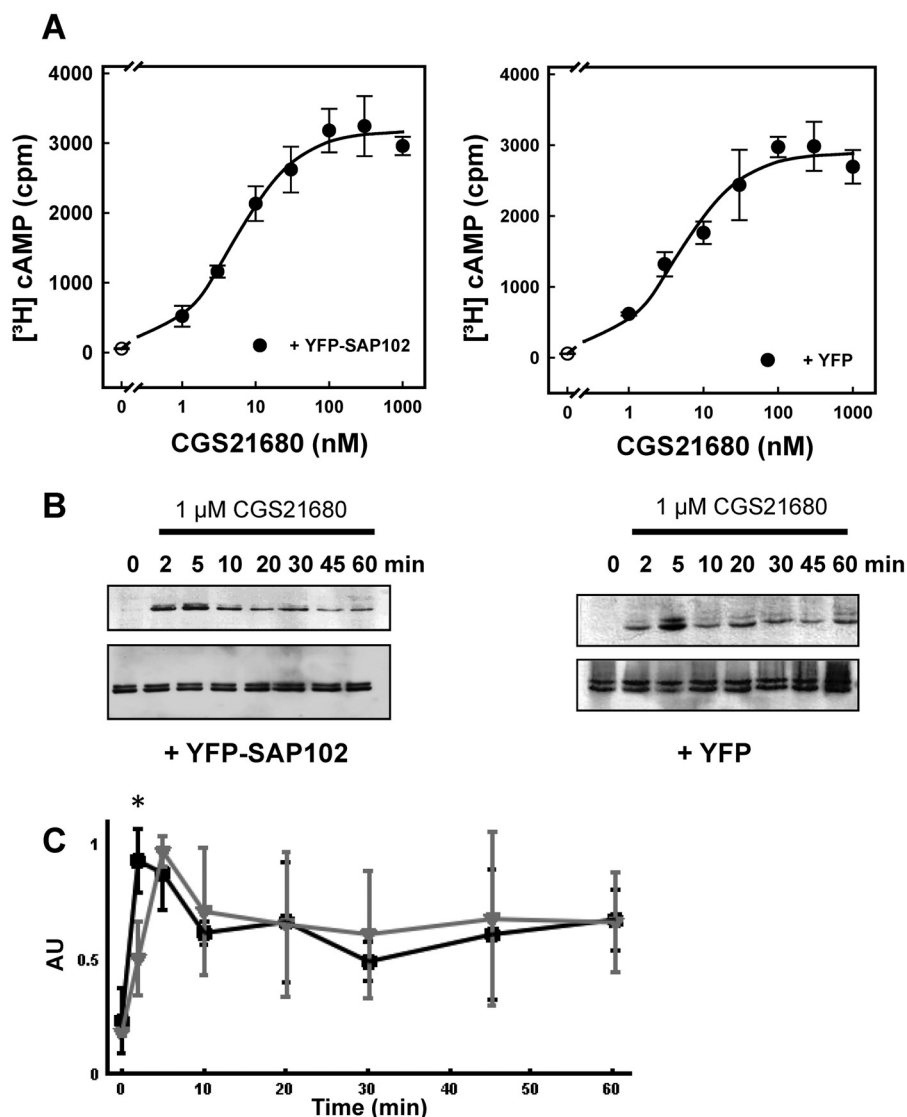 A
4000
3000
2000
1000
0
[³H] cAMP (cpm)
+ YFP-SAP102
0 1 10 100 1000
CGS21680 (nM)
4000
3000
2000
1000
0
[³H] cAMP (cpm)
+ YFP
0 1 10 100 1000
CGS21680 (nM)
B
1 µM CGS21680
0 2 5 10 20 30 45 60 min
+ YFP-SAP102
1 µM CGS21680
0 2 5 10 20 30 45 60 min
+ YFP
C
*
1
0.5
0
AU
0 10 20 30 40 50 60
Time (min)